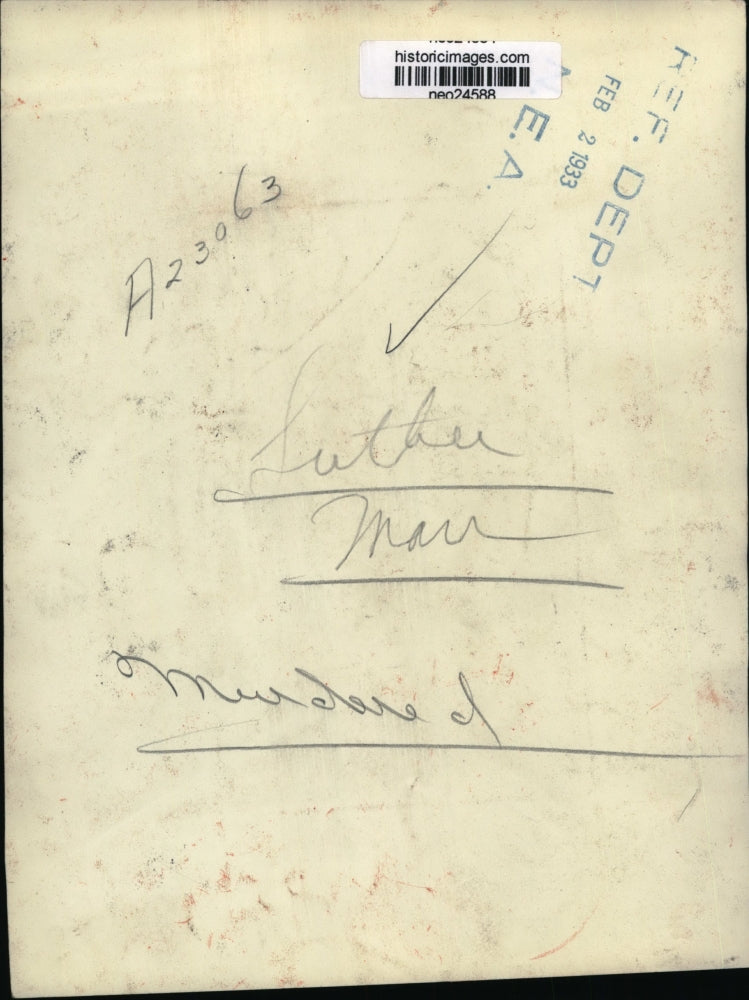 historicimages.com
neo24588
REF. DEPT
FEB 2 1933
N.E.A.
A23063
Luther
Marr
Murdered